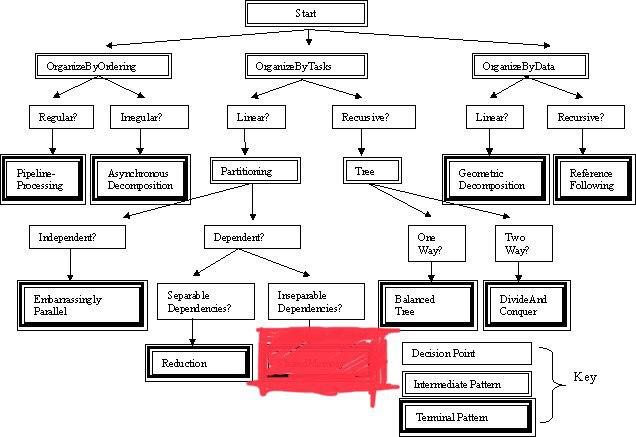 Start
OrganizeByOrdering
OrganizeByTasks
OrganizeByData
Regular?
Irregular?
Linear?
Recursive?
Linear?
Recursive?
Pipeline-
Processing
Asynchronous
Decomposition
Partitioning
Tree
Geometric
Decomposition
Reference
Following
Independent?
Dependent?
One
Way?
Two
Way?
Embarrassingly
Parallel
Separable
Dependencies?
Inseparable
Dependencies?
Balanced
Tree
DivideAnd
Conquer
Reduction
Decision Point
Intermediate Pattern
Terminal Pattern
Key